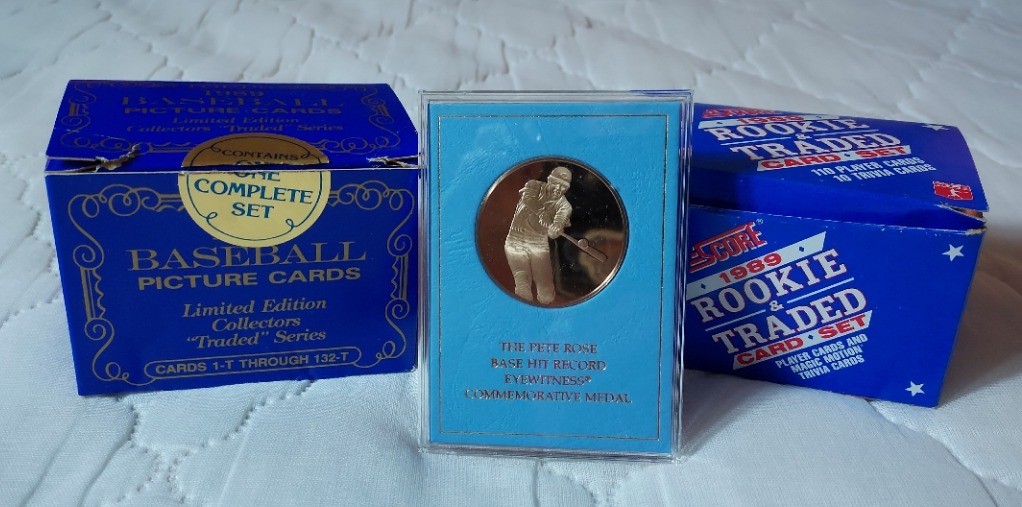 1989
BASEBALL
PICTURE CARDS
Limited Edition
Collectors "Traded" Series
CONTAINS
ONE
COMPLETE
SET
BASEBALL
PICTURE CARDS
Limited Edition
Collectors
"Traded" Series
CARDS 1-T THROUGH 132-T
THE PETE ROSE
BASE HIT RECORD
EYEWITNESS®
COMMEMORATIVE MEDAL
SCORE
1989
ROOKIE
&
TRADED
CARD • SET
110 PLAYER CARDS
10 TRIVIA CARDS
SCORE®
1989
ROOKIE
&
TRADED
CARD • SET
PLAYER CARDS AND
MAGIC MOTION
TRIVIA CARDS